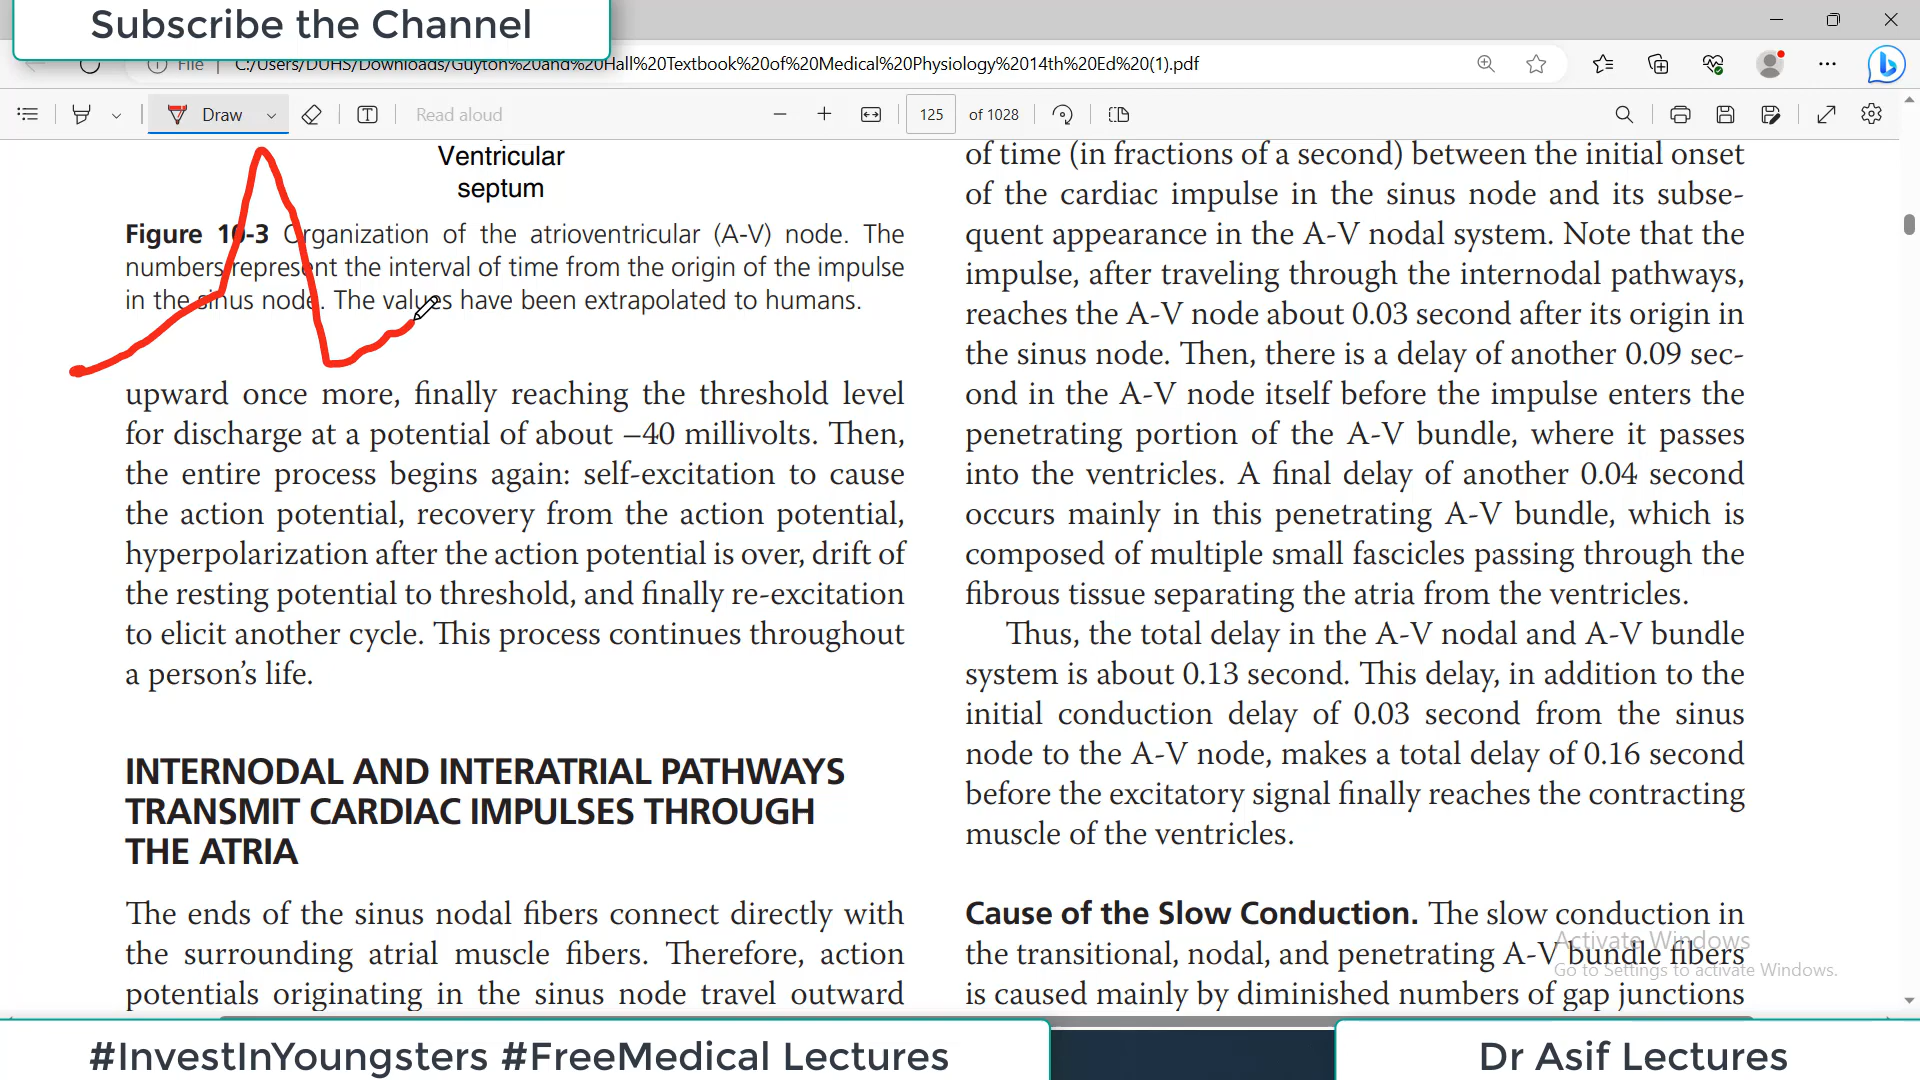 Subscribe the Channel
File
C:/Users/DUHS/Downloads/Guyton%20and%20Hall%20Textbook%20of%20Medical%20Physiology%2014th%20Ed%20(1).pdf
Draw
Read aloud
125 of 1028
Ventricular
septum
Figure 10-3 Organization of the atrioventricular (A-V) node. The
numbers represent the interval of time from the origin of the impulse
in the sinus node. The values have been extrapolated to humans.
upward once more, finally reaching the threshold level
for discharge at a potential of about –40 millivolts. Then,
the entire process begins again: self-excitation to cause
the action potential, recovery from the action potential,
hyperpolarization after the action potential is over, drift of
the resting potential to threshold, and finally re-excitation
to elicit another cycle. This process continues throughout
a person’s life.
INTERNODAL AND INTERATRIAL PATHWAYS
TRANSMIT CARDIAC IMPULSES THROUGH
THE ATRIA
The ends of the sinus nodal fibers connect directly with
the surrounding atrial muscle fibers. Therefore, action
potentials originating in the sinus node travel outward
of time (in fractions of a second) between the initial onset
of the cardiac impulse in the sinus node and its subse-
quent appearance in the A-V nodal system. Note that the
impulse, after traveling through the internodal pathways,
reaches the A-V node about 0.03 second after its origin in
the sinus node. Then, there is a delay of another 0.09 sec-
ond in the A-V node itself before the impulse enters the
penetrating portion of the A-V bundle, where it passes
into the ventricles. A final delay of another 0.04 second
occurs mainly in this penetrating A-V bundle, which is
composed of multiple small fascicles passing through the
fibrous tissue separating the atria from the ventricles.
Thus, the total delay in the A-V nodal and A-V bundle
system is about 0.13 second. This delay, in addition to the
initial conduction delay of 0.03 second from the sinus
node to the A-V node, makes a total delay of 0.16 second
before the excitatory signal finally reaches the contracting
muscle of the ventricles.
Cause of the Slow Conduction. The slow conduction in
the transitional, nodal, and penetrating A-V bundle fibers
is caused mainly by diminished numbers of gap junctions
Activate Windows
Go to Settings to activate Windows.
#InvestInYoungsters #FreeMedical Lectures
Dr Asif Lectures